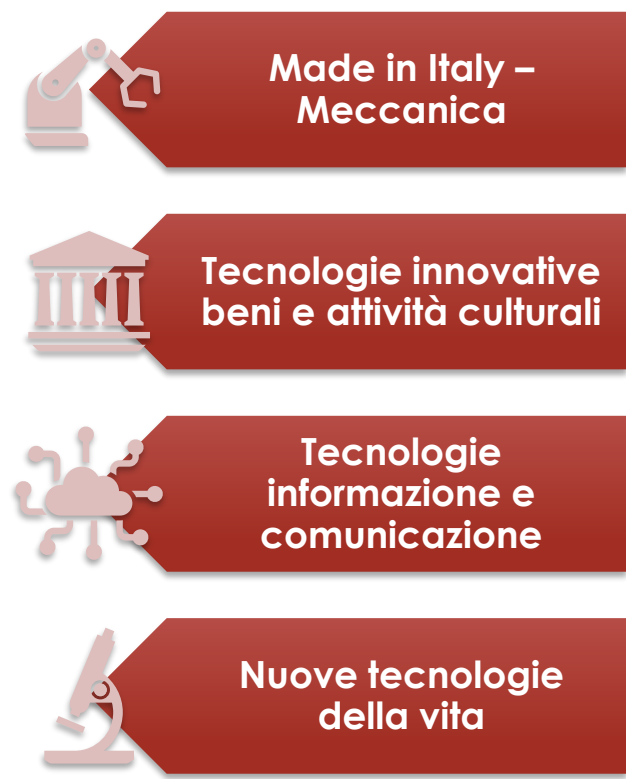 Made in Italy –
Meccanica
Tecnologie innovative
beni e attività culturali
Tecnologie
informazione e
comunicazione
Nuove tecnologie
della vita